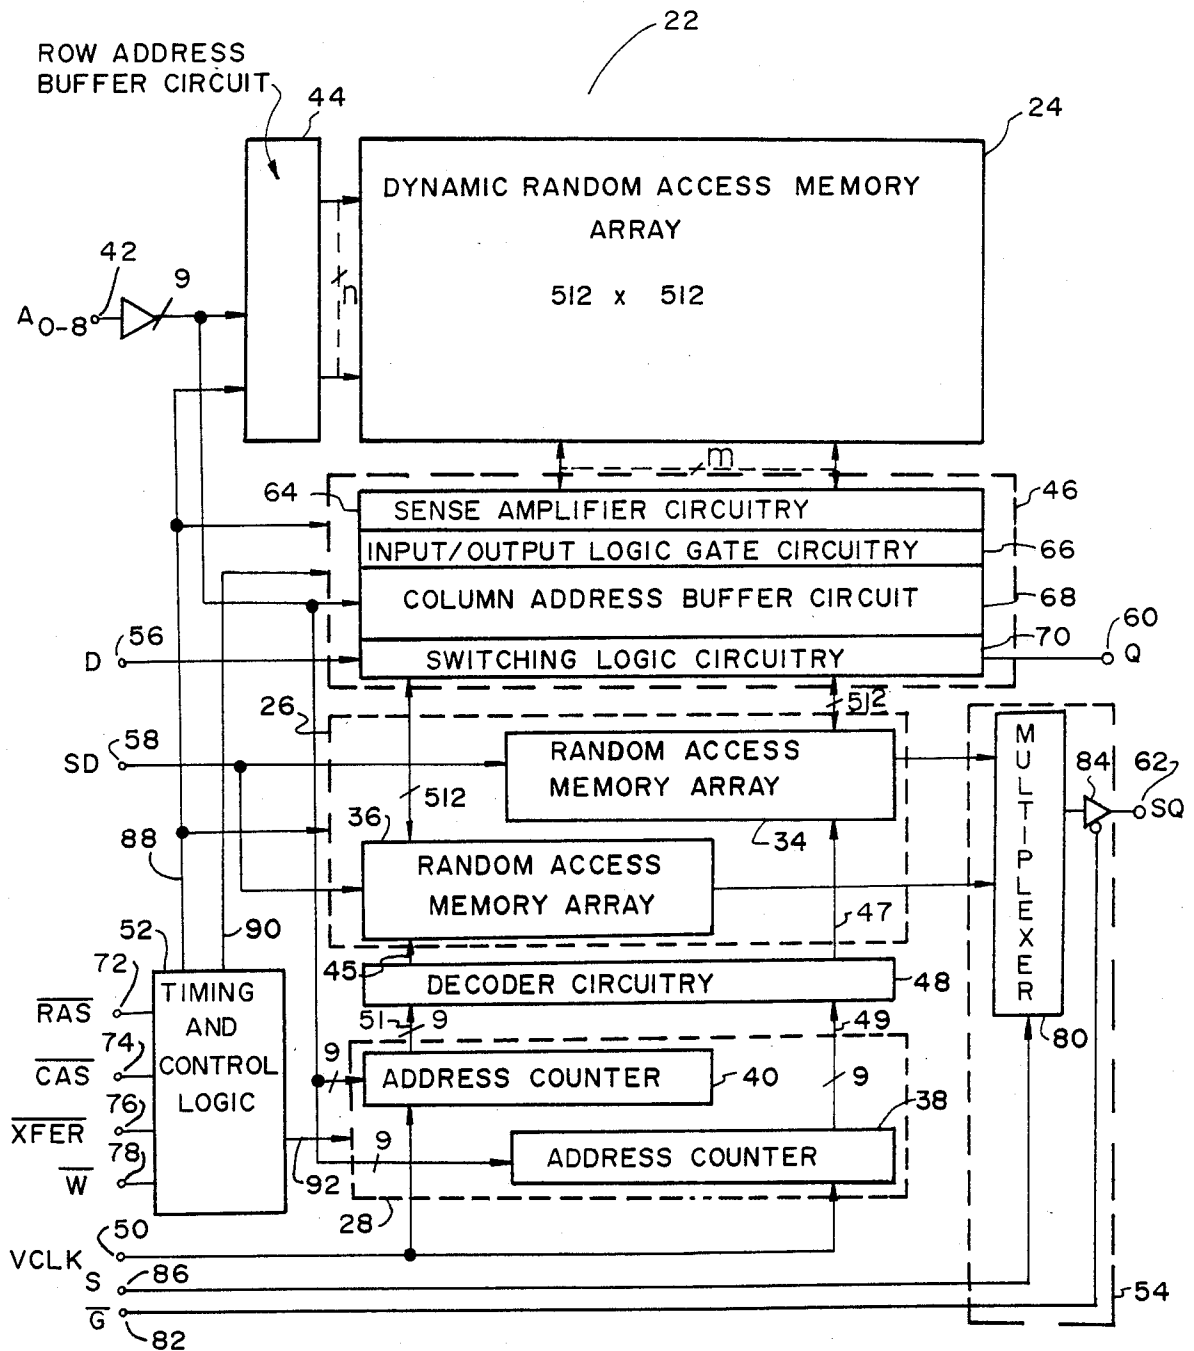 22
ROW ADDRESS
BUFFER CIRCUIT
44
24
DYNAMIC RANDOM ACCESS MEMORY
ARRAY
512 x 512
42
9
A0-8
n
m
64
46
SENSE AMPLIFIER CIRCUITRY
INPUT/OUTPUT LOGIC GATE CIRCUITRY
66
COLUMN ADDRESS BUFFER CIRCUIT
68
56
70
60
D
SWITCHING LOGIC CIRCUITRY
Q
26
512
58
SD
RANDOM ACCESS
MEMORY ARRAY
MULTIPLEXER
84
62
SQ
512
36
34
88
RANDOM ACCESS
MEMORY ARRAY
52
90
47
72
45
DECODER CIRCUITRY
48
RAS
TIMING
AND
CONTROL
LOGIC
51
9
49
80
74
CAS
9
ADDRESS COUNTER
40
9
76
38
XFER
78
9
ADDRESS COUNTER
W
92
28
50
VCLK
S
86
54
G
82